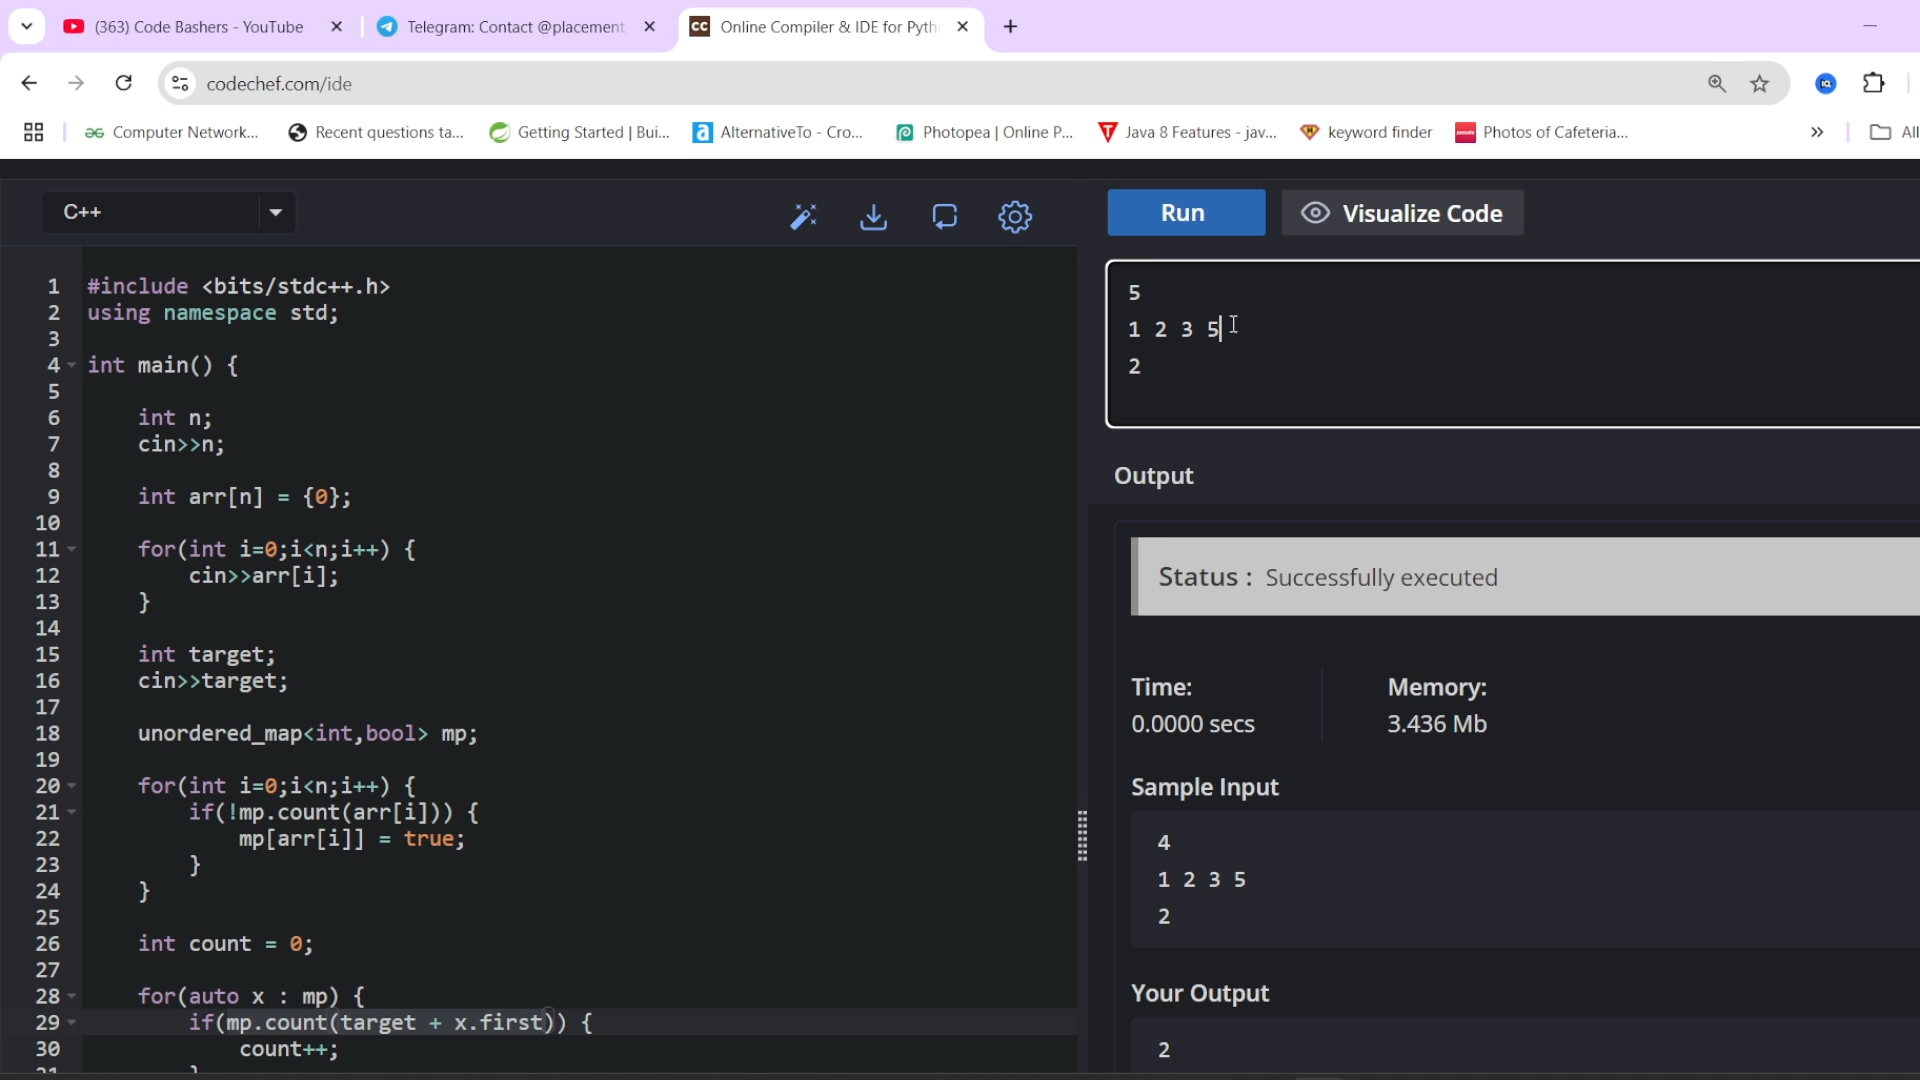 (363) Code Bashers - YouTube
Telegram: Contact @placement
CC Online Compiler & IDE for Pyth
codechef.com/ide
Computer Network...
Recent questions ta...
Getting Started | Bui...
AlternativeTo - Cro...
Photopea | Online P...
Java 8 Features - jav...
keyword finder
Photos of Cafeteria...
All
C++
Run
Visualize Code
1 #include <bits/stdc++.h>
2 using namespace std;
3
4 int main() {
5
6 int n;
7 cin>>n;
8
9 int arr[n] = {0};
10
11 for(int i=0;i<n;i++) {
12 cin>>arr[i];
13 }
14
15 int target;
16 cin>>target;
17
18 unordered_map<int,bool> mp;
19
20 for(int i=0;i<n;i++) {
21 if(!mp.count(arr[i])) {
22 mp[arr[i]] = true;
23 }
24 }
25
26 int count = 0;
27
28 for(auto x : mp) {
29 if(mp.count(target + x.first)) {
30 count++;
31 }
5
1 2 3 5
2
Output
Status : Successfully executed
Time:
0.0000 secs
Memory:
3.436 Mb
Sample Input
4
1 2 3 5
2
Your Output
2